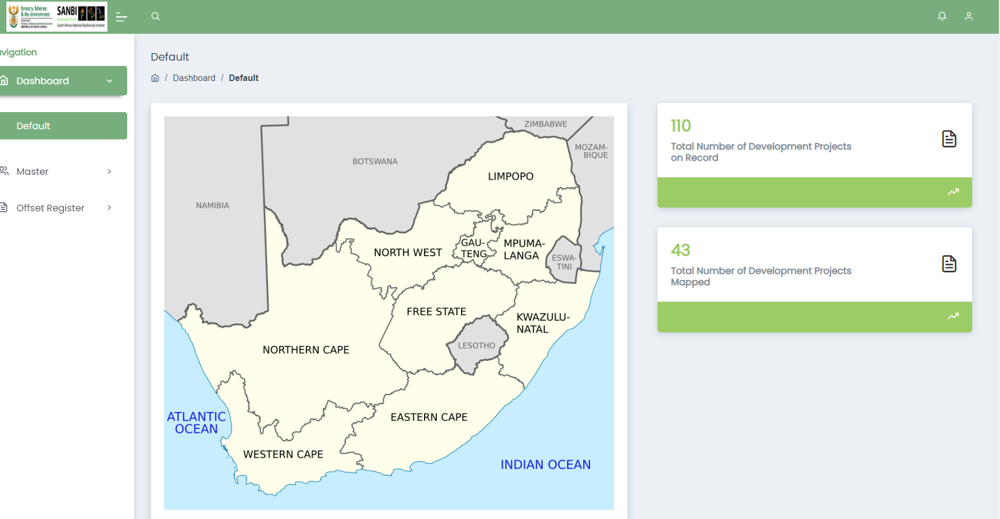 forestry, fisheries
& the environment
Department:
Forestry, Fisheries and the Environment
REPUBLIC OF SOUTH AFRICA
SANBI
Biodiversity for Life
South African National Biodiversity Institute
avigation
Dashboard
Default
Master
Offset Register
Default
/ Dashboard / Default
ZIMBABWE
MOZAM-
BIQUE
BOTSWANA
LIMPOPO
NAMIBIA
GAU-
TENG
MPUMA-
LANGA
NORTH WEST
ESWA-
TINI
FREE STATE
KWAZULU-
NATAL
LESOTHO
NORTHERN CAPE
ATLANTIC
OCEAN
EASTERN CAPE
WESTERN CAPE
INDIAN OCEAN
110
Total Number of Development Projects
on Record
43
Total Number of Development Projects
Mapped